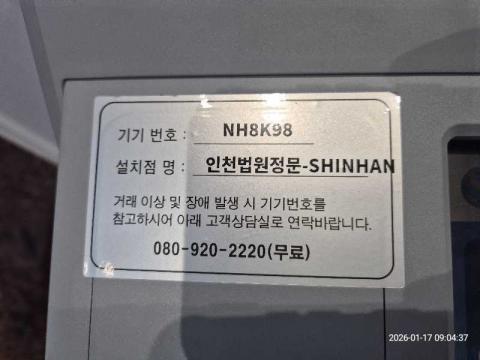 기기 번호 : NH8K98
설치점 명 : 인천법원정문-SHINHAN
거래 이상 및 장애 발생 시 기기번호를
참고하시어 아래 고객상담실로 연락바랍니다.
080-920-2220(무료)
2026-01-17 09:04:37